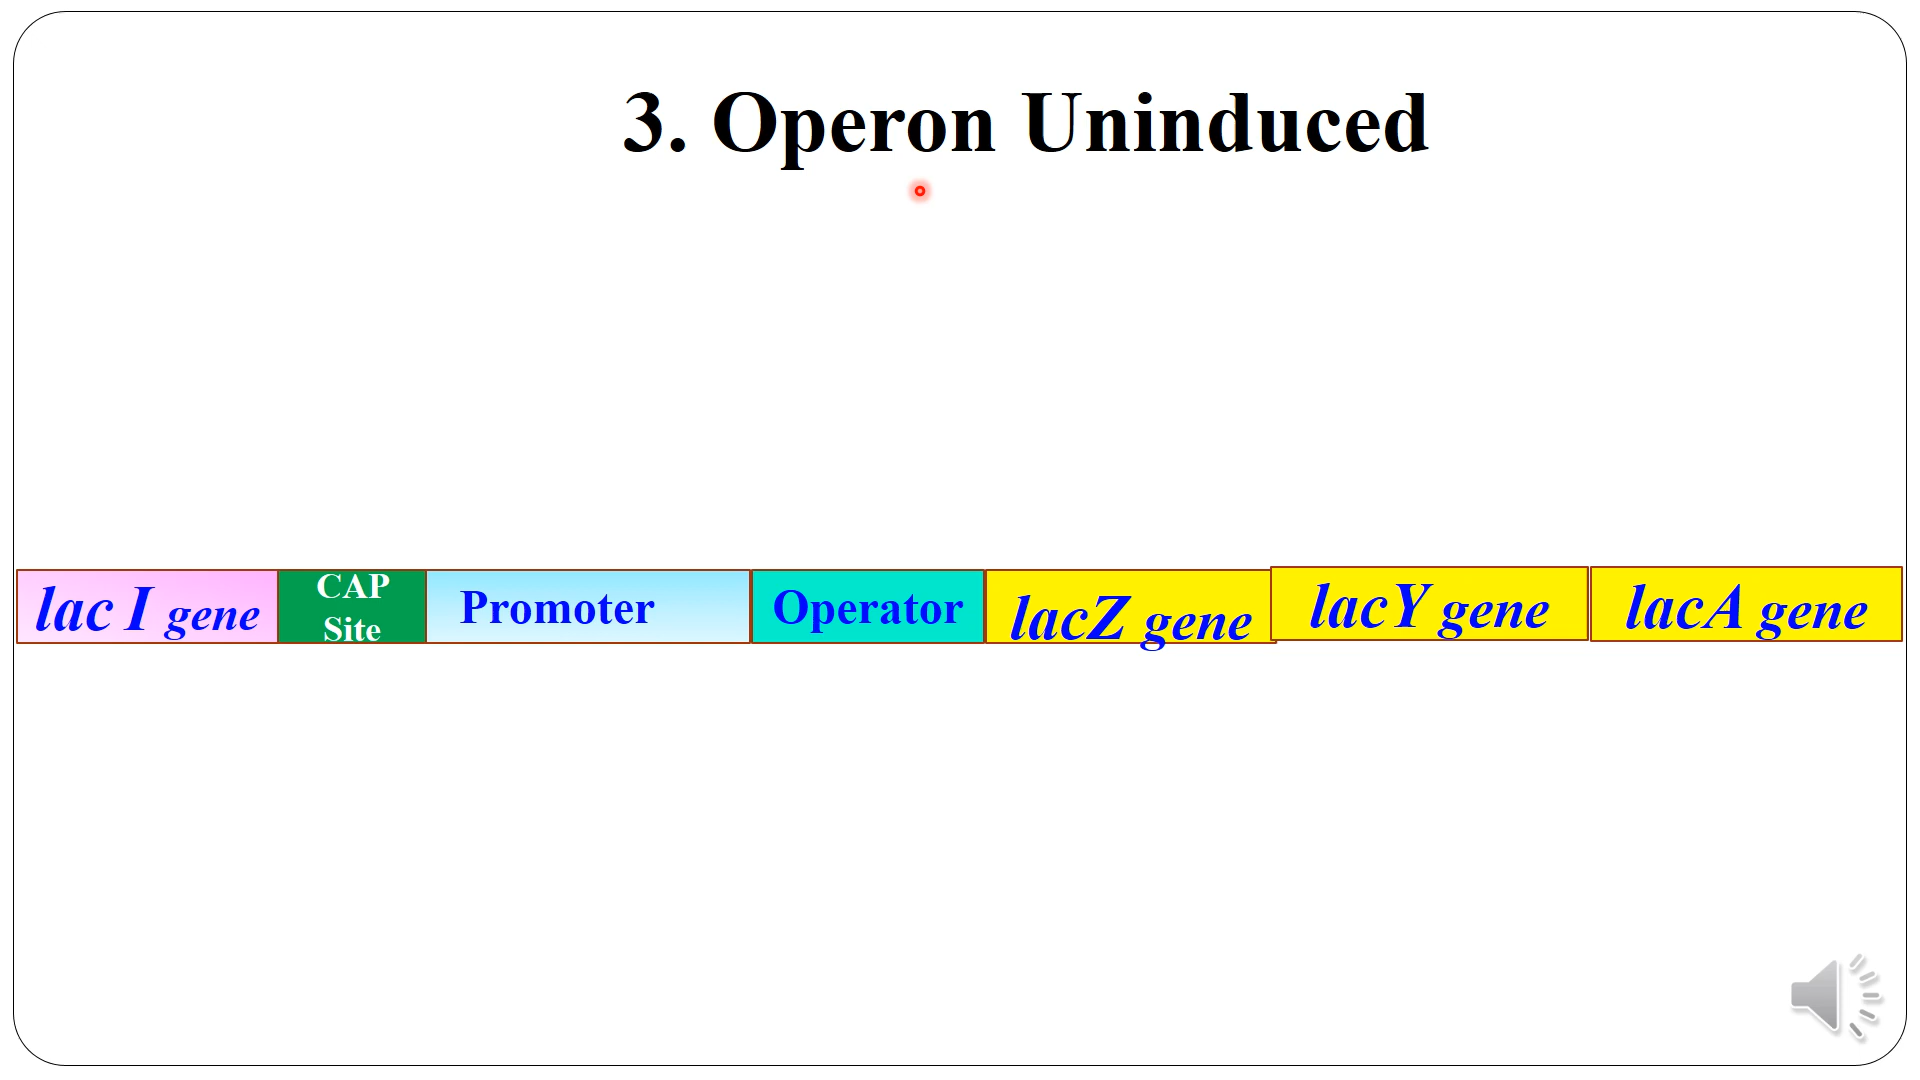 3. Operon Uninduced
lac I gene
CAP
Site
Promoter
Operator
lacZ gene
lacY gene
lacA gene